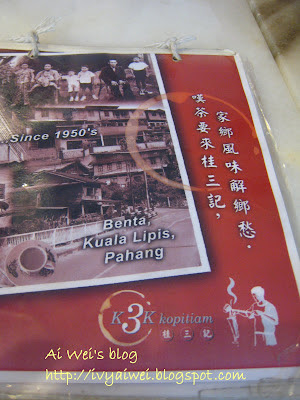 ...Since 1950's
Benta,
Kuala Lipis,
Pahang
喫茶要來桂三記,
家鄉風味解鄉愁.
K3K kopitiam
桂三記
Ai Wei's blog
http://ivyaiwei.blogspot.com